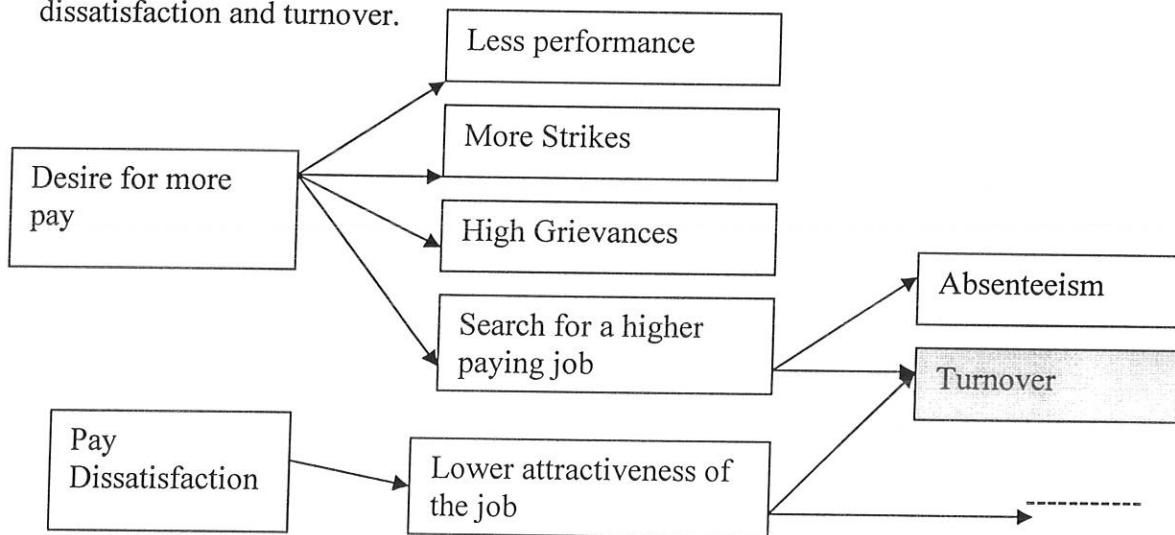 dissatisfaction and turnover.
Less performance
More Strikes
Desire for more
pay
High Grievances
Search for a higher
paying job
Absenteeism
Turnover
Pay
Dissatisfaction
Lower attractiveness of
the job